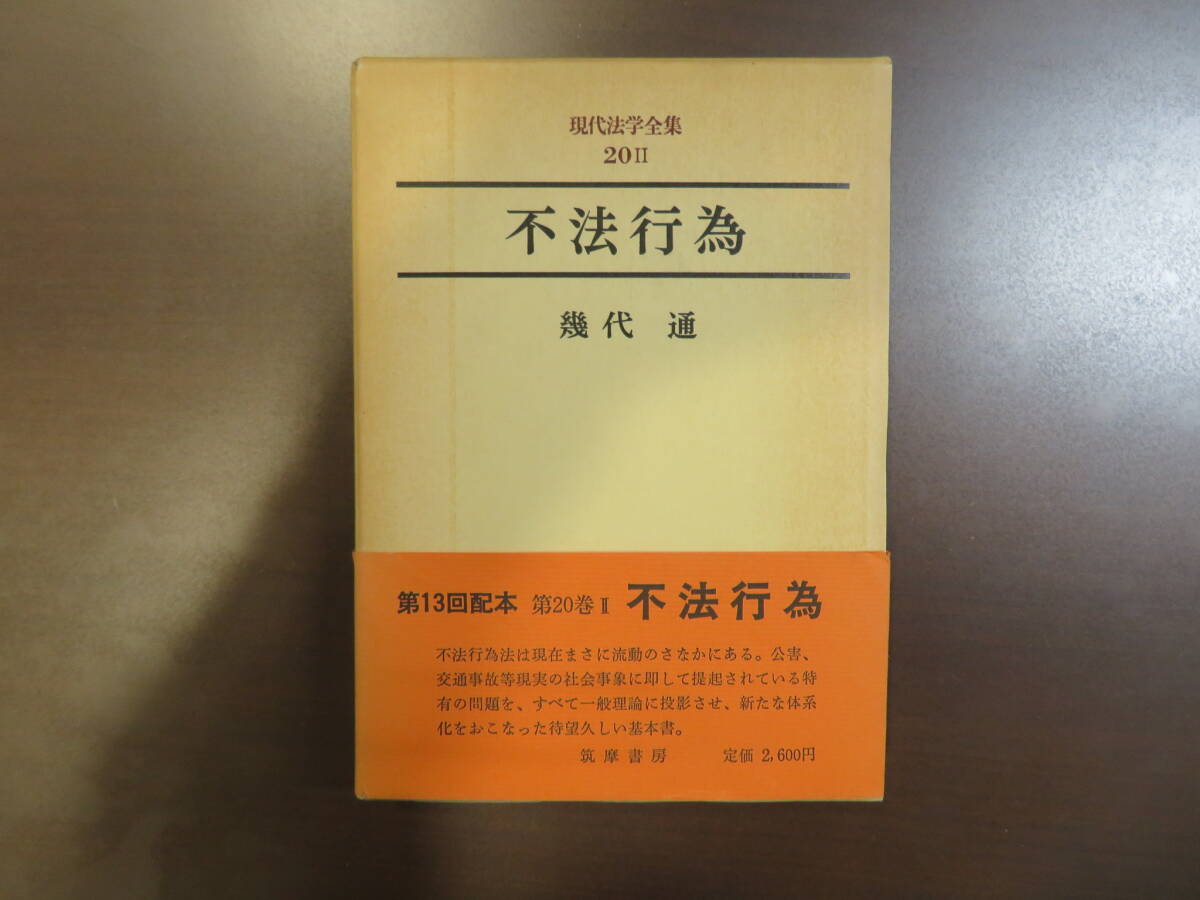 現代法学全集
20II
不法行為
幾代 通
第13回配本 第20巻Ⅱ 不法行為
不法行為法は現在まさに流動のさなかにある。公害、
交通事故等現実の社会事象に即して提起されている特
有の問題を、すべて一般理論に投影させ、新たな体系
化をおこなった待望久しい基本書。
筑摩書房 定価 2,600円